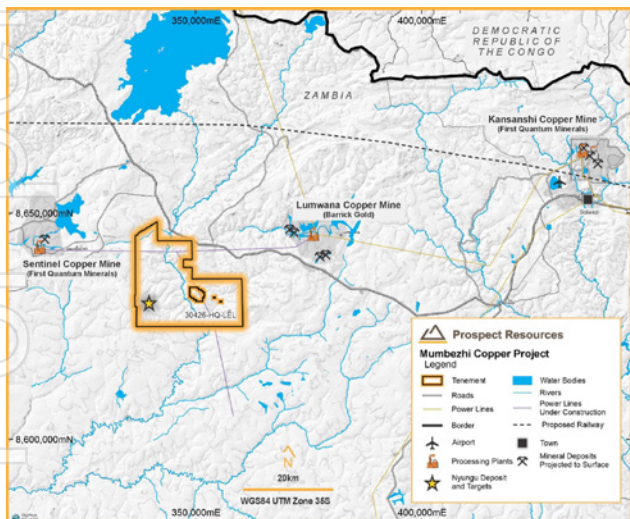 350,000mE
400,000mE
DEMOCRATIC
REPUBLIC OF
THE CONGO
ZAMBIA
Kansanshi Copper Mine
(First Quantum Minerals)
Solwezi
Lumwana Copper Mine
(Barrick Gold)
8,650,000mN
Sentinel Copper Mine
(First Quantum Minerals)
30426-HQ-LEL
Prospect Resources
Mumbezhi Copper Project
Legend
Tenement
Water Bodies
Roads
Rivers
Power Lines
Power Lines
Under Construction
Border
Proposed Railway
Airport
Town
Processing Plants
Mineral Deposits
Projected to Surface
Nyungu Deposit
and Targets
8,600,000mN
N
20km
WGS84 UTM Zone 35S
350,000mE
400,000mE